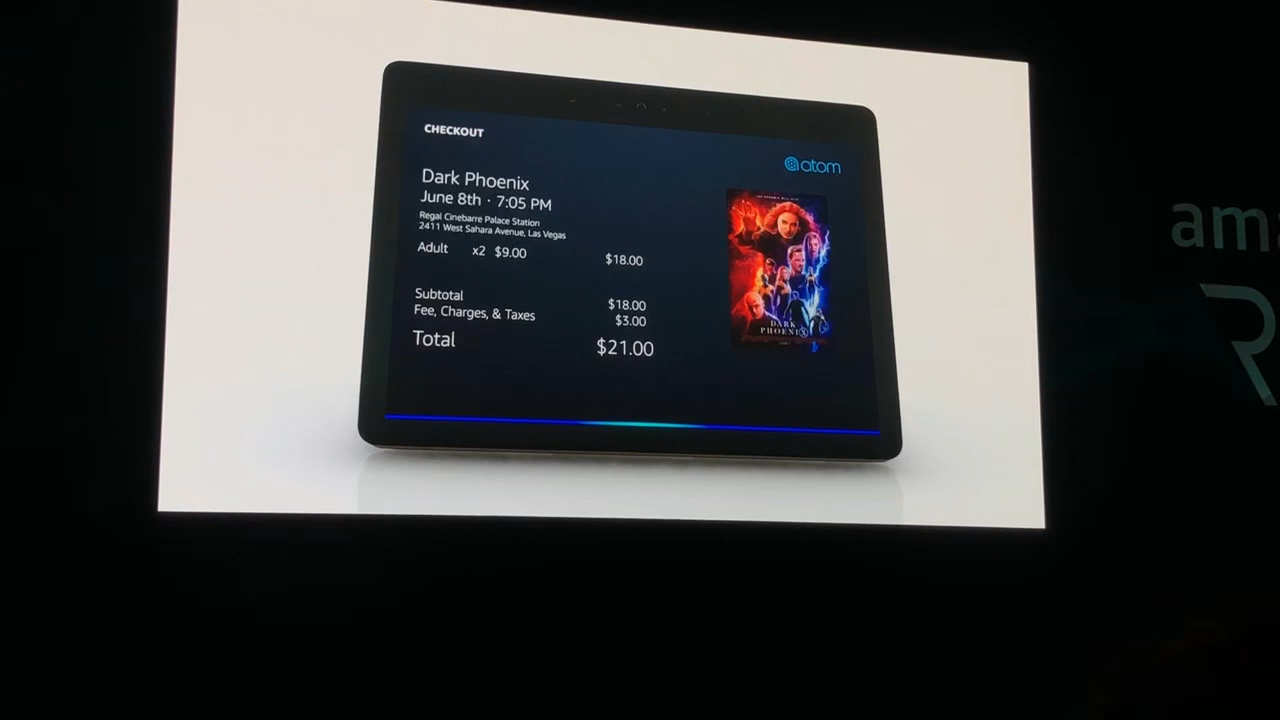 CHECKOUT
atom
Dark Phoenix
June 8th · 7:05 PM
Regal Cinebarre Palace Station
2411 West Sahara Avenue, Las Vegas
Adult x2 $9.00 $18.00
Subtotal $18.00
Fee, Charges, & Taxes $3.00
Total $21.00
DARK
PHOENIX
am
R